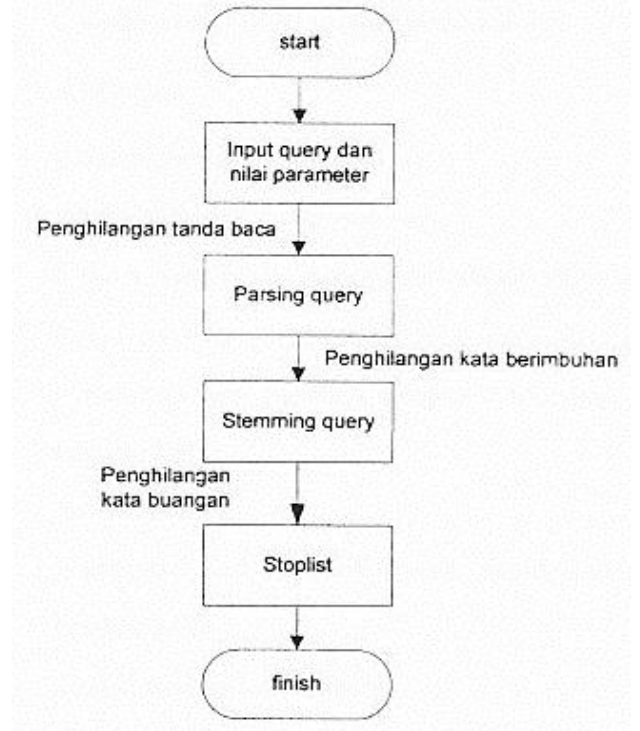 start
Input query dan
nilai parameter
Penghilangan tanda baca
Parsing query
Penghilangan kata berimbuhan
Stemming query
Penghilangan
kata buangan
Stoplist
finish